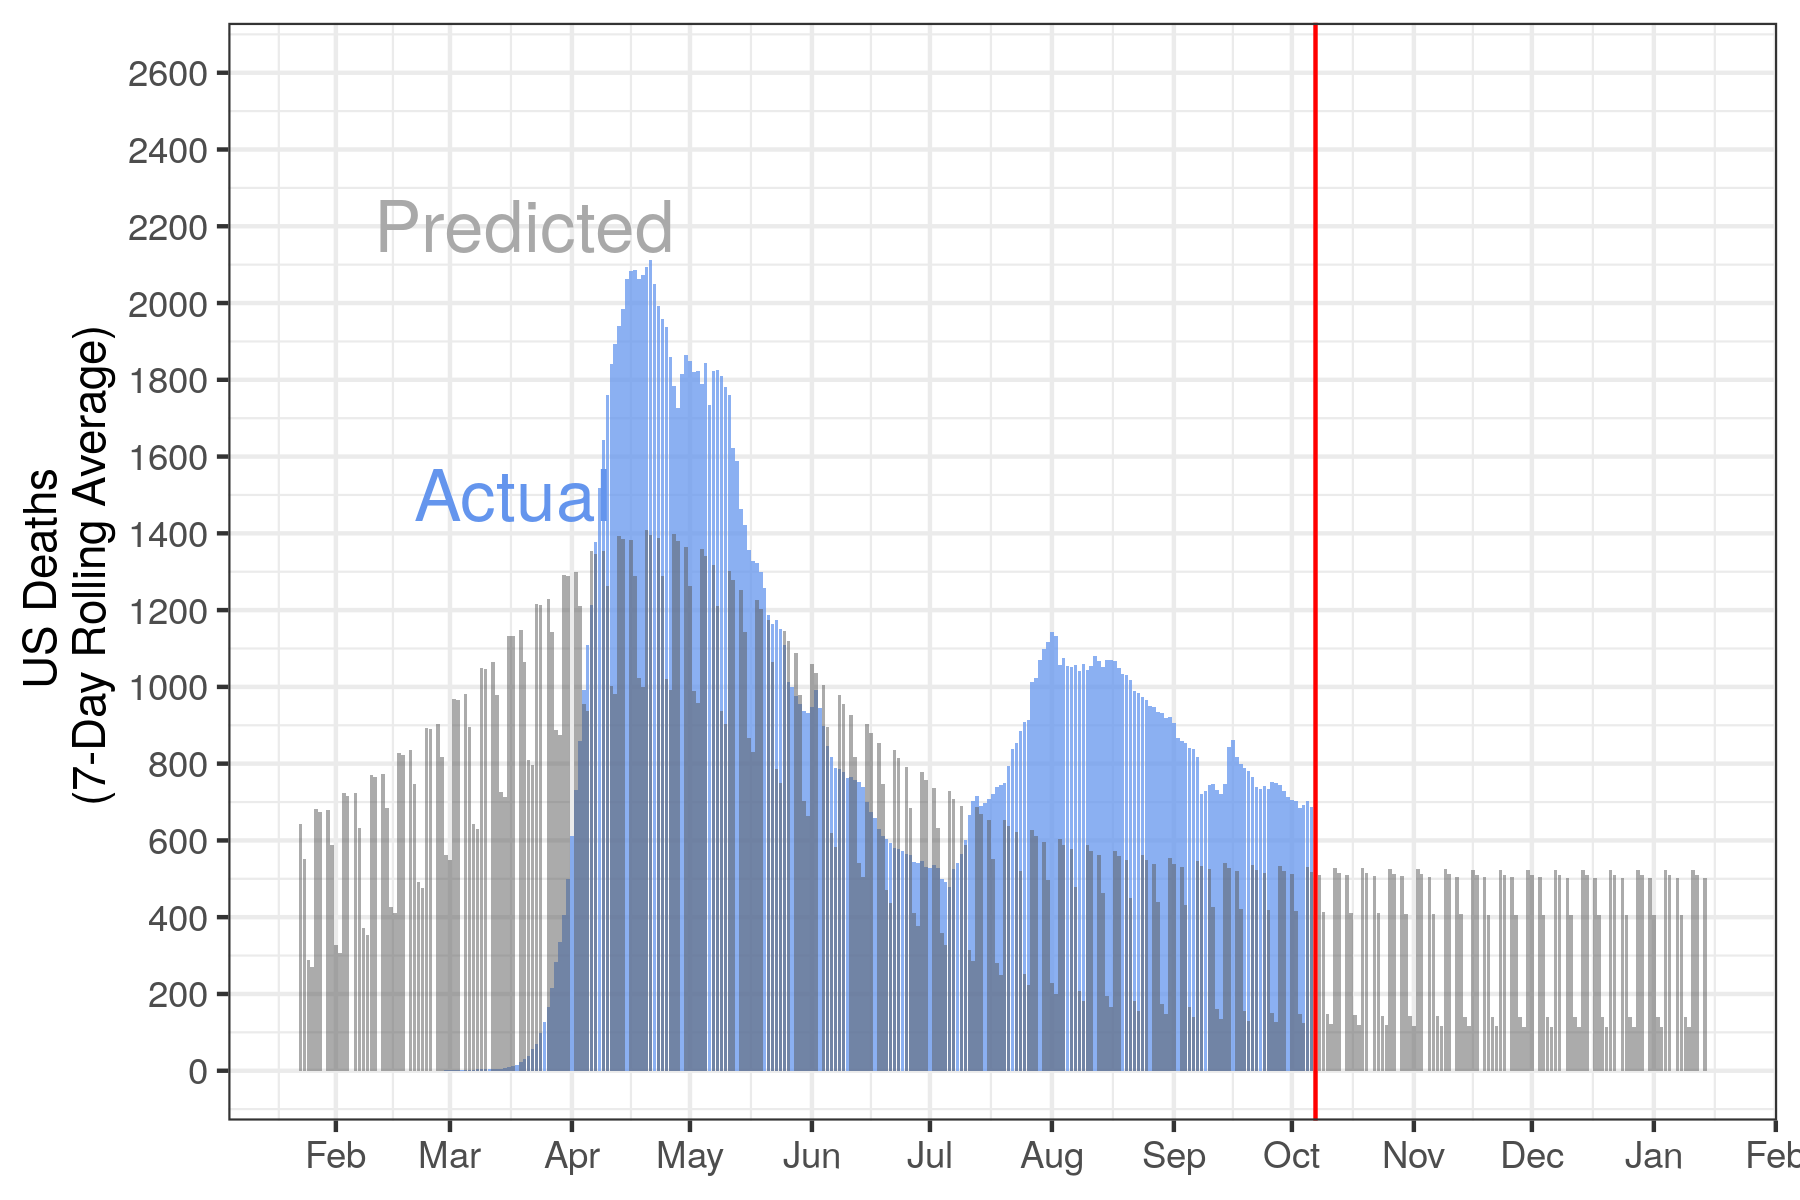 2600
2400
2200
2000
1800
1600
1400
1200
1000
800
600
400
200
0
US Deaths
(7-Day Rolling Average)
Predicted
Actual
Feb Mar Apr May Jun Jul Aug Sep Oct Nov Dec Jan Feb